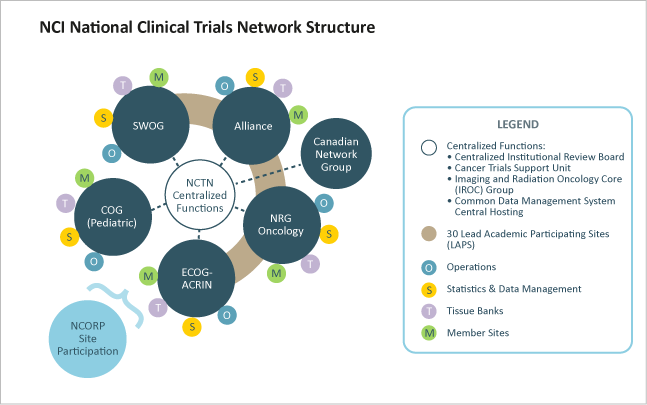 NCI National Clinical Trials Network Structure
T
M
S
SWOG
O
O
S
T
Alliance
M
Canadian
Network
Group
NCTN
Centralized
Functions
M
T
COG
(Pediatric)
S
O
O
NRG
Oncology
S
T
M
ECOG-
ACRIN
M
T
S
O
NCORP
Site
Participation
LEGEND
Centralized Functions:
• Centralized Institutional Review Board
• Cancer Trials Support Unit
• Imaging and Radiation Oncology Core
(IROC) Group
• Common Data Management System
Central Hosting
30 Lead Academic Participating Sites
(LAPS)
O Operations
S Statistics & Data Management
T Tissue Banks
M Member Sites